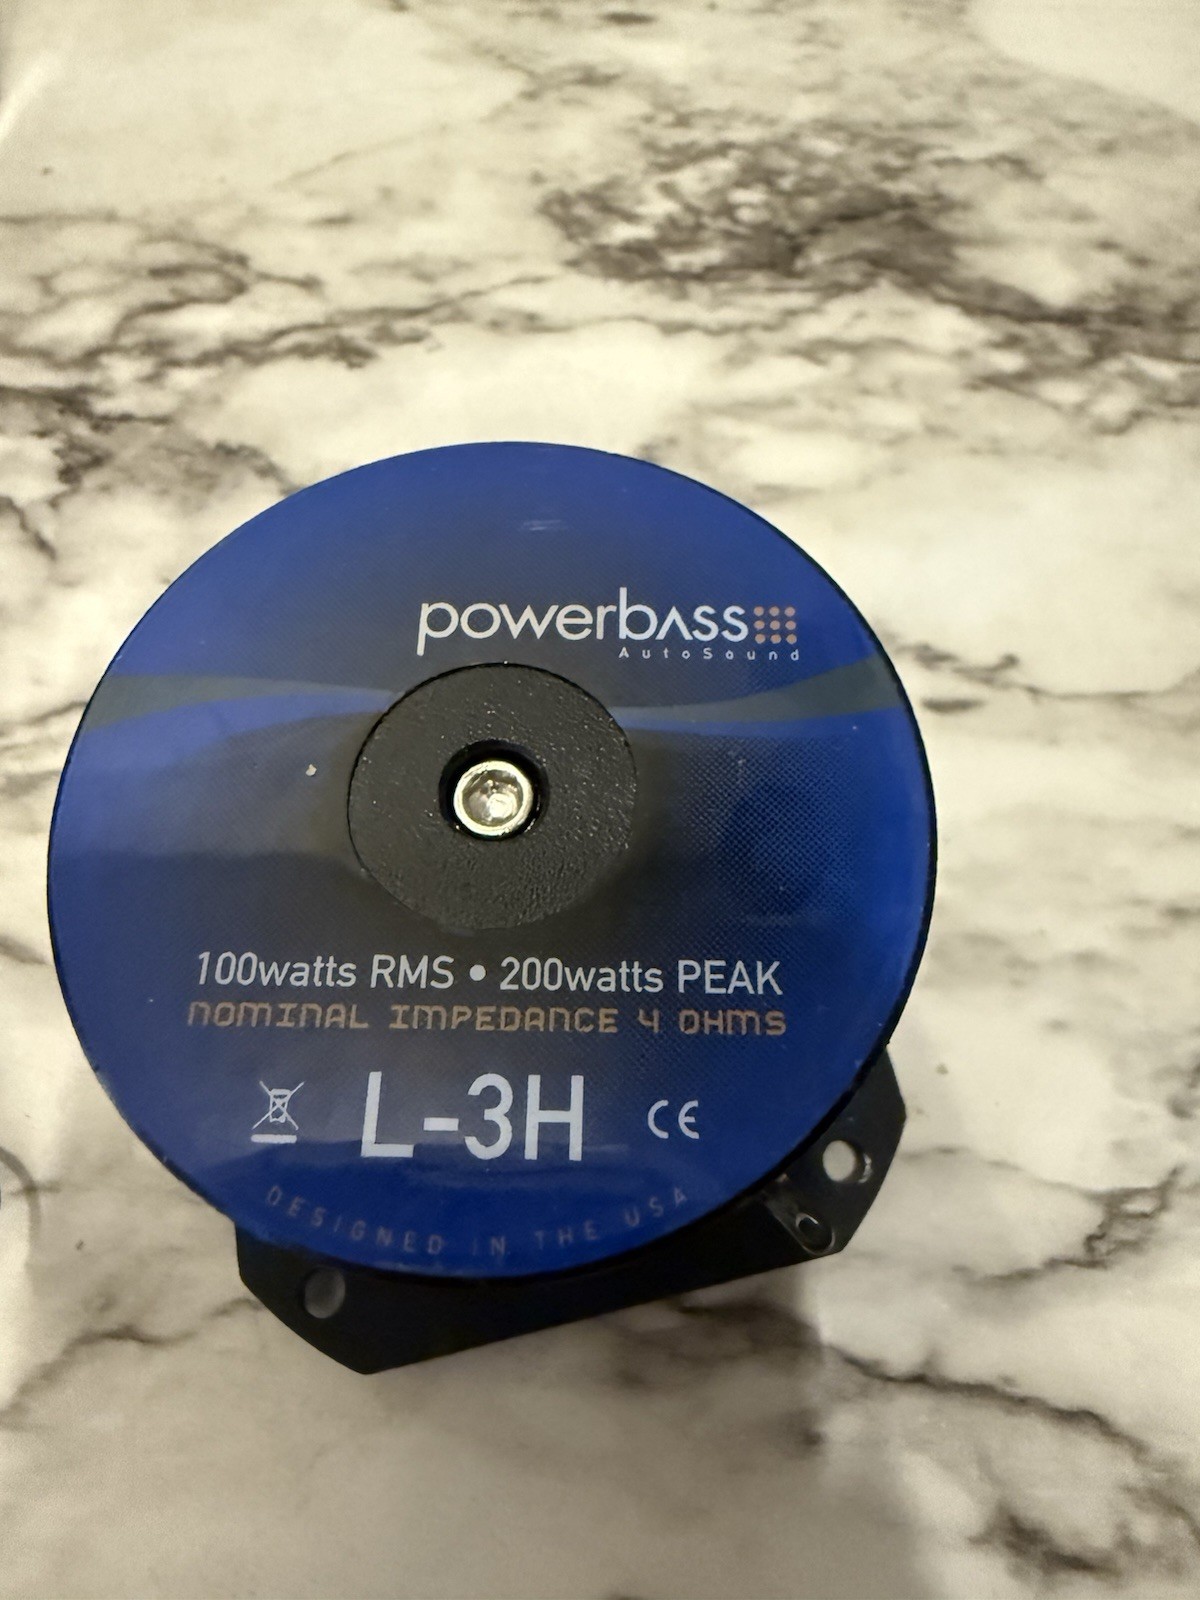 powerbass
AutoSound
100watts RMS • 200watts PEAK
NOMINAL IMPEDANCE 4 OHMS
L-3H
CE
DESIGNED IN THE USA